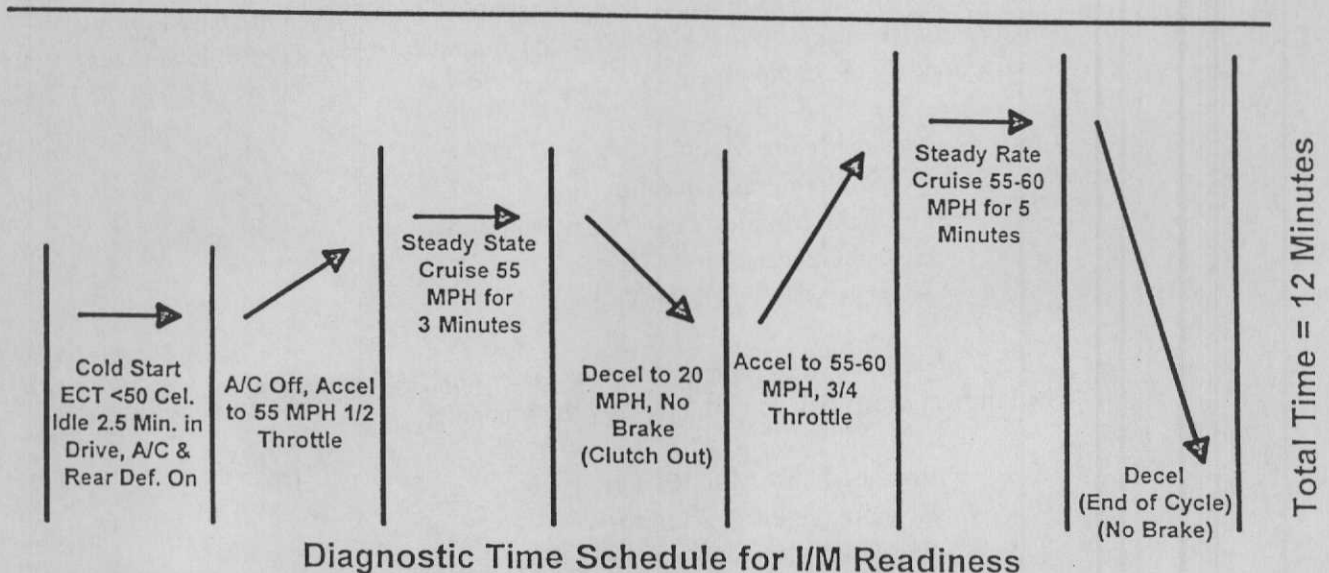 Cold Start
ECT <50 Cel.
Idle 2.5 Min. in
Drive, A/C &
Rear Def. On
A/C Off, Accel
to 55 MPH 1/2
Throttle
Steady State
Cruise 55
MPH for
3 Minutes
Decel to 20
MPH, No
Brake
(Clutch Out)
Accel to 55-60
MPH, 3/4
Throttle
Steady Rate
Cruise 55-60
MPH for 5
Minutes
Decel
(End of Cycle)
(No Brake)
Total Time = 12 Minutes
Diagnostic Time Schedule for I/M Readiness